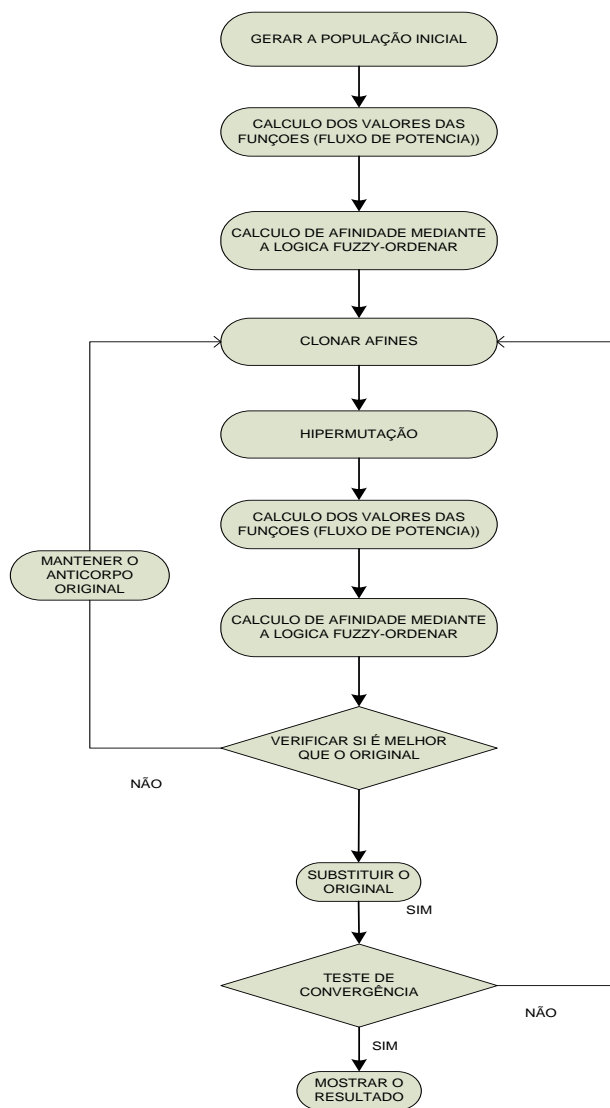 GERAR A POPULAÇÃO INICIAL
CALCULO DOS VALORES DAS
FUNÇOES (FLUXO DE POTENCIA))
CALCULO DE AFINIDADE MEDIANTE
A LOGICA FUZZY-ORDENAR
CLONAR AFINES
HIPERMUTAÇÃO
CALCULO DOS VALORES DAS
FUNÇOES (FLUXO DE POTENCIA))
MANTENER O
ANTICORPO
ORIGINAL
CALCULO DE AFINIDADE MEDIANTE
A LOGICA FUZZY-ORDENAR
VERIFICAR SI É MELHOR
QUE O ORIGINAL
NÃO
SUBSTITUIR O
ORIGINAL
SIM
TESTE DE
CONVERGÊNCIA
NÃO
SIM
MOSTRAR O
RESULTADO